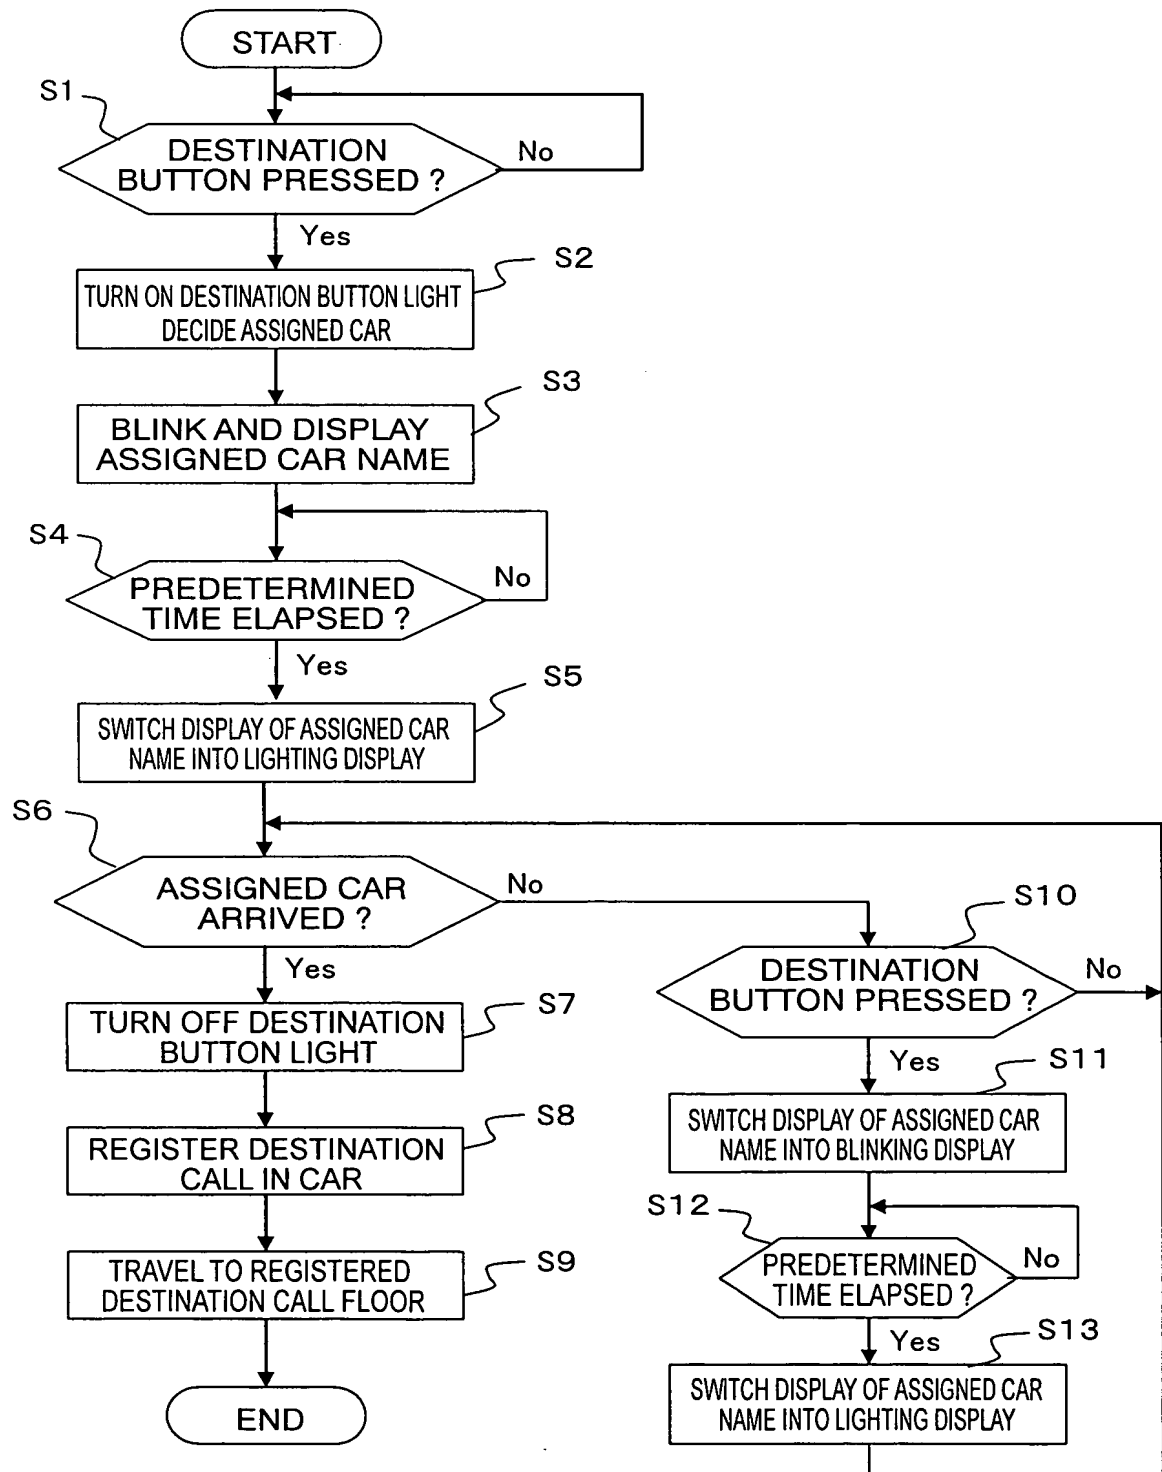 START
S1
DESTINATION
BUTTON PRESSED ?
No
Yes
S2
TURN ON DESTINATION BUTTON LIGHT
DECIDE ASSIGNED CAR
S3
BLINK AND DISPLAY
ASSIGNED CAR NAME
S4
PREDETERMINED
TIME ELAPSED ?
No
Yes
S5
SWITCH DISPLAY OF ASSIGNED CAR
NAME INTO LIGHTING DISPLAY
S6
ASSIGNED CAR
ARRIVED ?
No
Yes
S7
TURN OFF DESTINATION
BUTTON LIGHT
S8
REGISTER DESTINATION
CALL IN CAR
S9
TRAVEL TO REGISTERED
DESTINATION CALL FLOOR
END
S10
DESTINATION
BUTTON PRESSED ?
No
Yes
S11
SWITCH DISPLAY OF ASSIGNED CAR
NAME INTO BLINKING DISPLAY
S12
PREDETERMINED
TIME ELAPSED ?
No
Yes
S13
SWITCH DISPLAY OF ASSIGNED CAR
NAME INTO LIGHTING DISPLAY